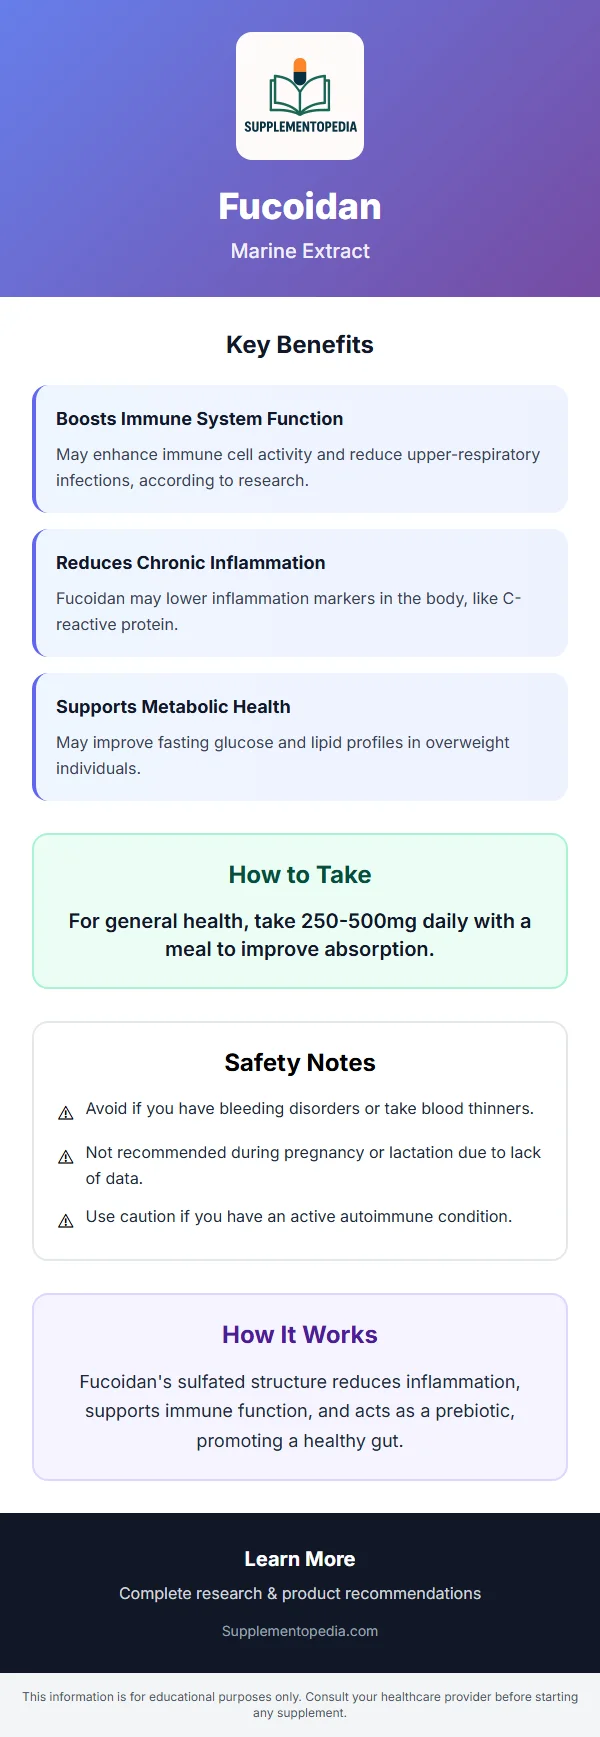 SUPPLEMENTOPEDIA
Fucoidan
Marine Extract
Key Benefits
Boosts Immune System Function
May enhance immune cell activity and reduce upper-respiratory
infections, according to research.
Reduces Chronic Inflammation
Fucoidan may lower inflammation markers in the body, like C-
reactive protein.
Supports Metabolic Health
May improve fasting glucose and lipid profiles in overweight
individuals.
How to Take
For general health, take 250-500mg daily with a
meal to improve absorption.
Safety Notes
⚠ Avoid if you have bleeding disorders or take blood thinners.
⚠ Not recommended during pregnancy or lactation due to lack
of data.
⚠ Use caution if you have an active autoimmune condition.
How It Works
Fucoidan's sulfated structure reduces inflammation,
supports immune function, and acts as a prebiotic,
promoting a healthy gut.
Learn More
Complete research & product recommendations
Supplementopedia.com
This information is for educational purposes only. Consult your healthcare provider before starting
any supplement.